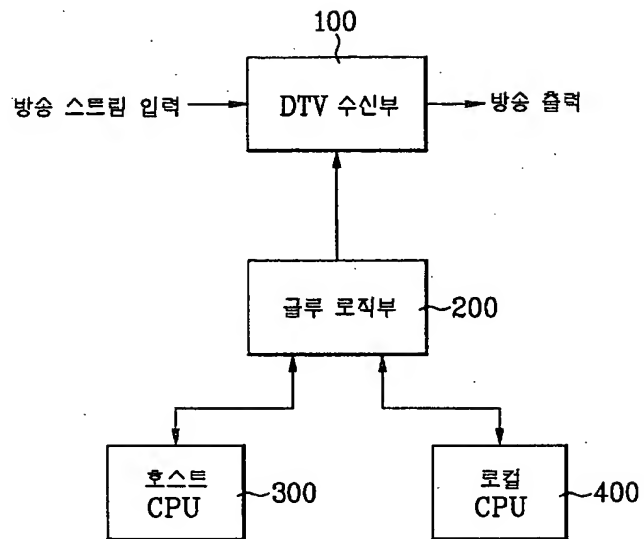 100
방송 스트림 입력
DTV 수신부
방송 출력
글루 로직부
200
호스트
CPU
300
로컬
CPU
400